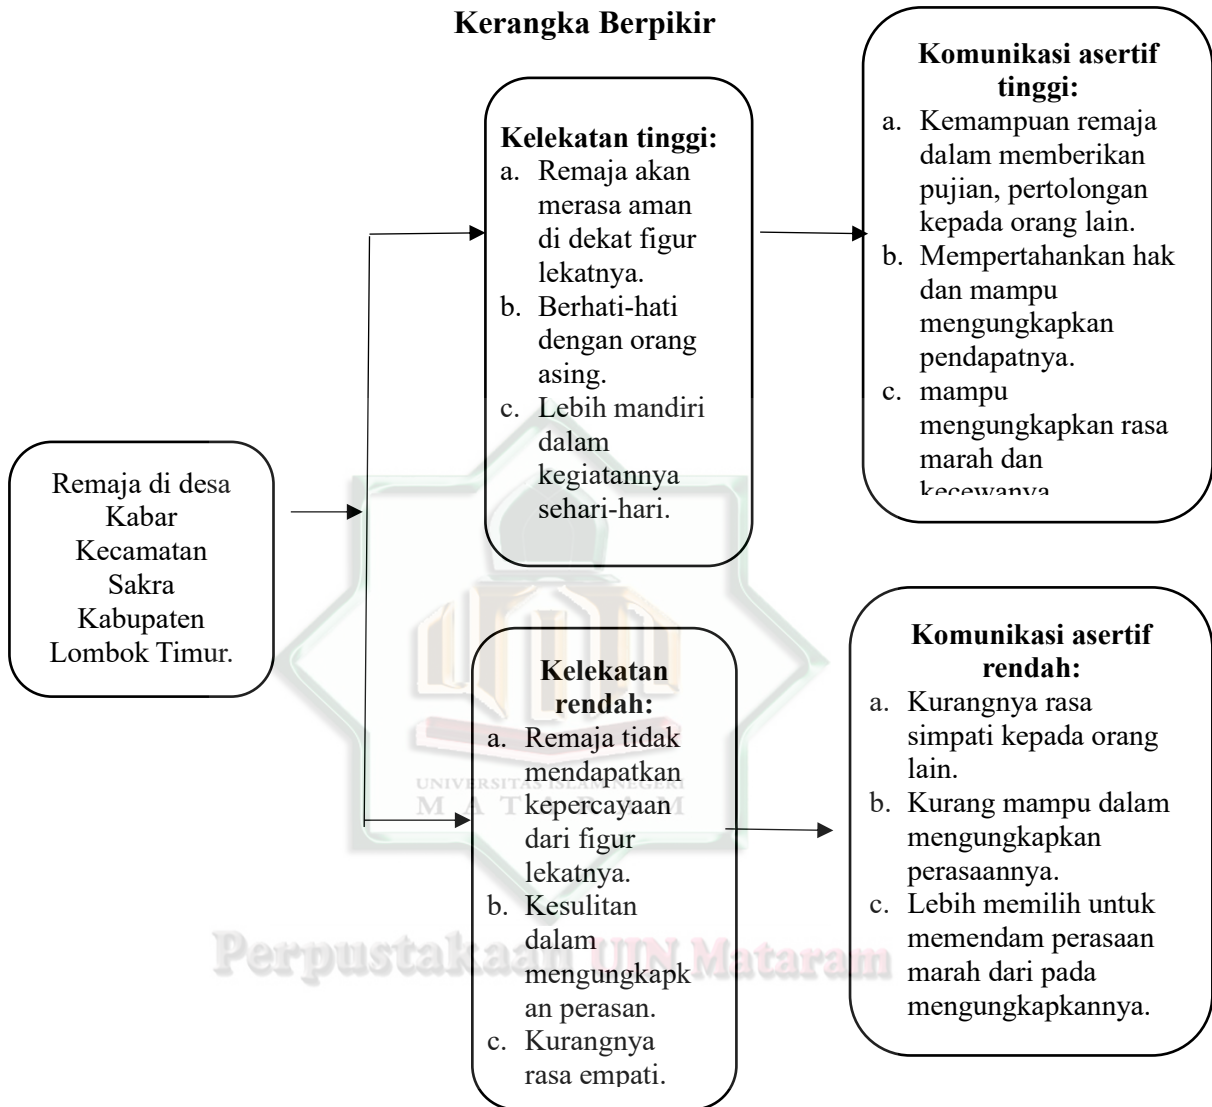 Kerangka Berpikir
Remaja di desa
Kabar
Kecamatan
Sakra
Kabupaten
Lombok Timur.
Kelekatan tinggi:
a. Remaja akan
merasa aman
di dekat figur
lekatnya.
b. Berhati-hati
dengan orang
asing.
c. Lebih mandiri
dalam
kegiatannya
sehari-hari.
Komunikasi asertif
tinggi:
a. Kemampuan remaja
dalam memberikan
pujian, pertolongan
kepada orang lain.
b. Mempertahankan hak
dan mampu
mengungkapkan
pendapatnya.
c. mampu
mengungkapkan rasa
marah dan
kecewanya
Kelekatan
rendah:
a. Remaja tidak
mendapatkan
kepercayaan
dari figur
lekatnya.
b. Kesulitan
dalam
mengungkapk
an perasan.
c. Kurangnya
rasa empati.
Komunikasi asertif
rendah:
a. Kurangnya rasa
simpati kepada orang
lain.
b. Kurang mampu dalam
mengungkapkan
perasaannya.
c. Lebih memilih untuk
memendam perasaan
marah dari pada
mengungkapkannya.
UNIVERSITAS ISLAM NEGERI
MATARAM
Perpustakaan UIN Mataram